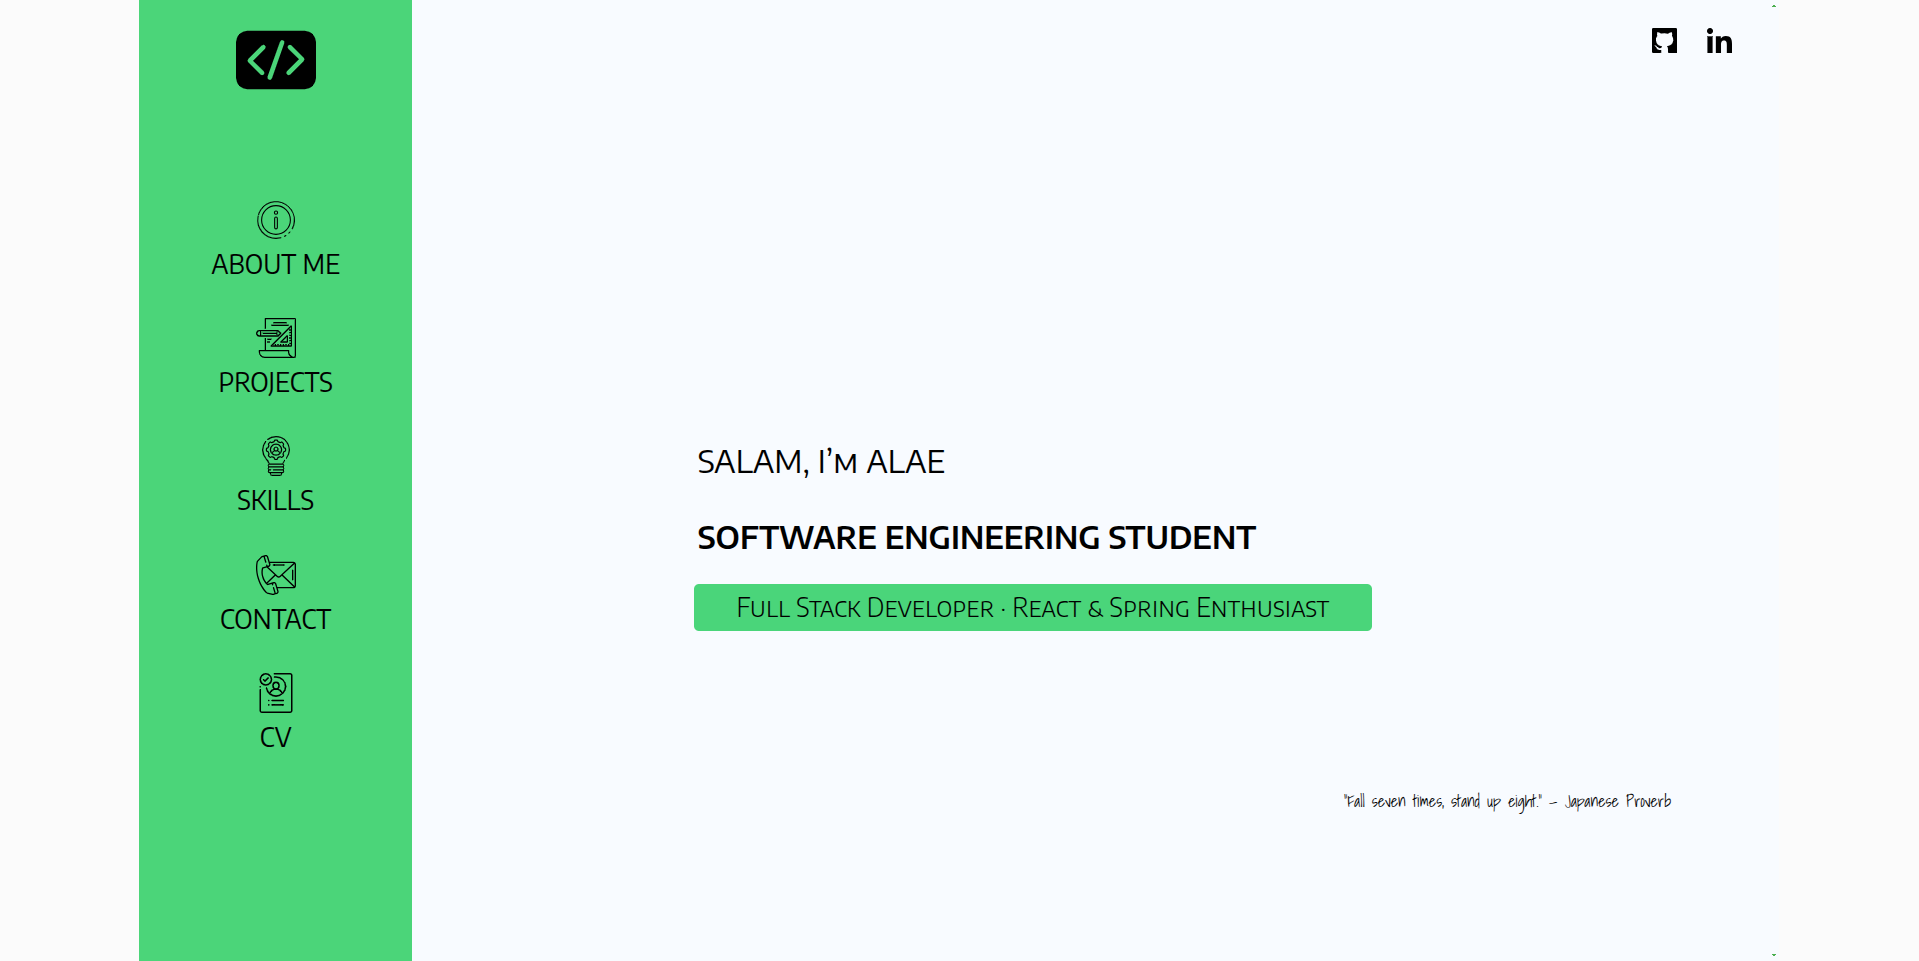 </>
ABOUT ME
PROJECTS
SKILLS
CONTACT
CV
in
SALAM, I’M ALAE
SOFTWARE ENGINEERING STUDENT
Full Stack Developer · React & Spring Enthusiast
"Fall seven times, stand up eight." – Japanese Proverb